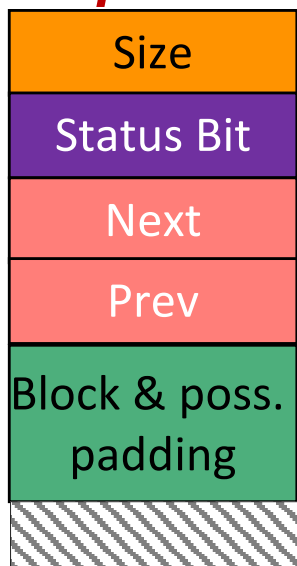 Size
Status Bit
Next
Prev
Block & poss.
padding